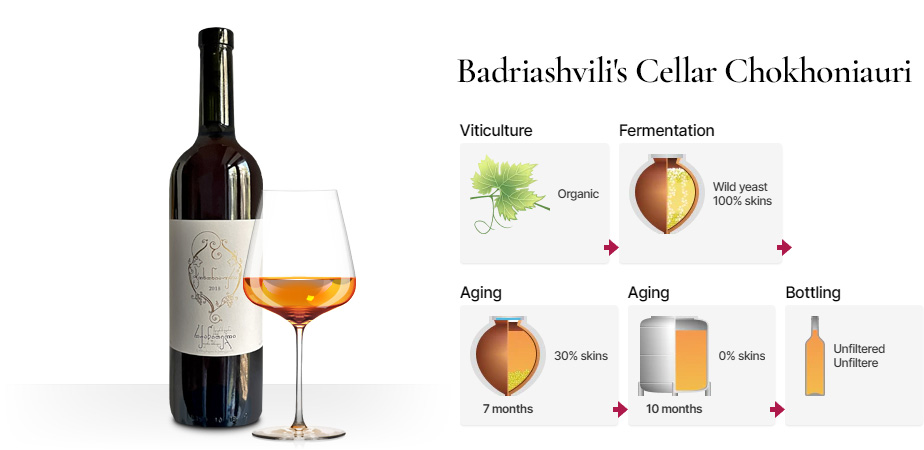 Badriashvili's Cellar Chokhoniauri
Viticulture
Organic
Fermentation
Wild yeast
100% skins
Aging
30% skins
7 months
Aging
0% skins
10 months
Bottling
Unfiltered
Unfiltere